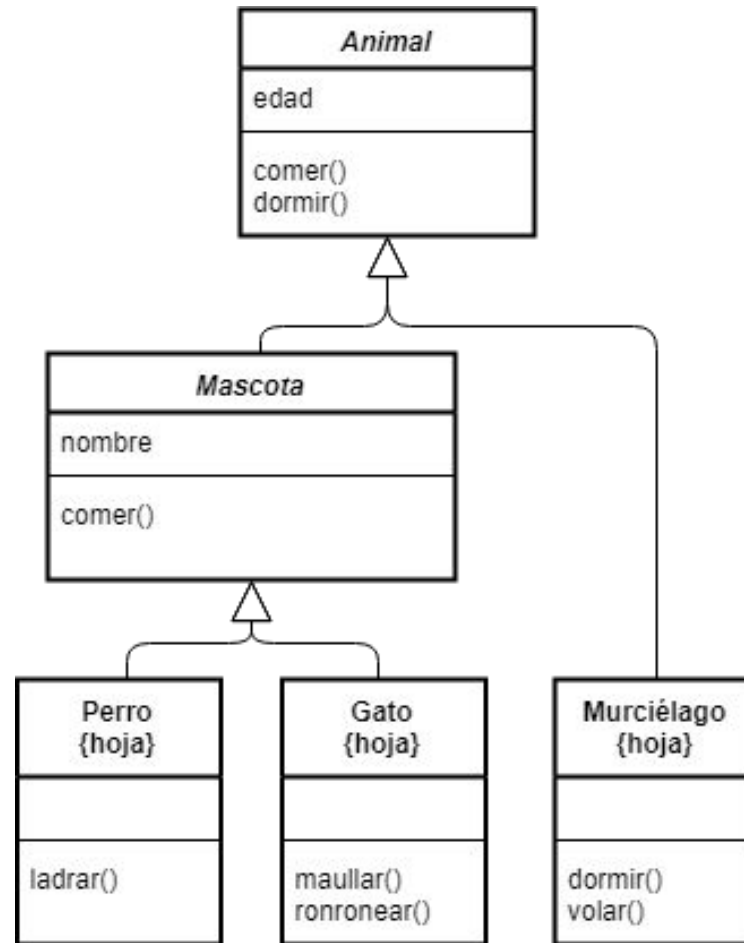 Animal
edad
comer()
dormir()
Mascota
nombre
comer()
Perro
{hoja}
ladrar()
Gato
{hoja}
maullar()
ronronear()
Murciélago
{hoja}
dormir()
volar()